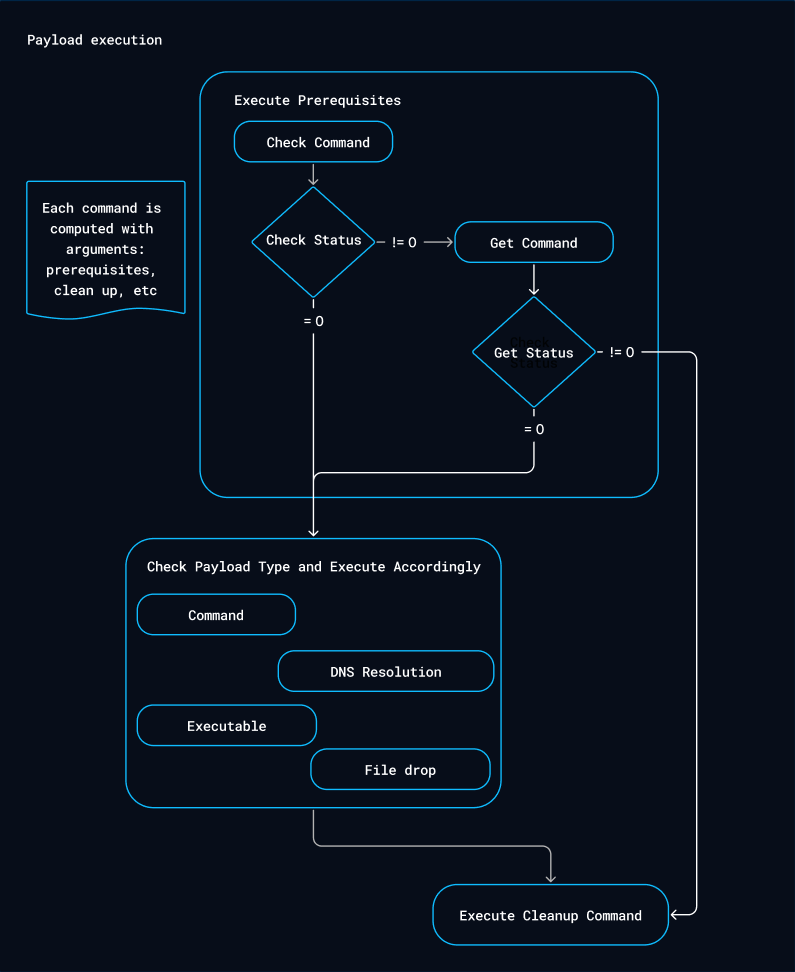 Payload execution
Execute Prerequisites
Check Command
Each command is
computed with
arguments:
prerequisites,
clean up, etc
Check Status
!= 0
Get Command
= 0
Check
Get Status
Status
!= 0
= 0
Check Payload Type and Execute Accordingly
Command
DNS Resolution
Executable
File drop
Execute Cleanup Command